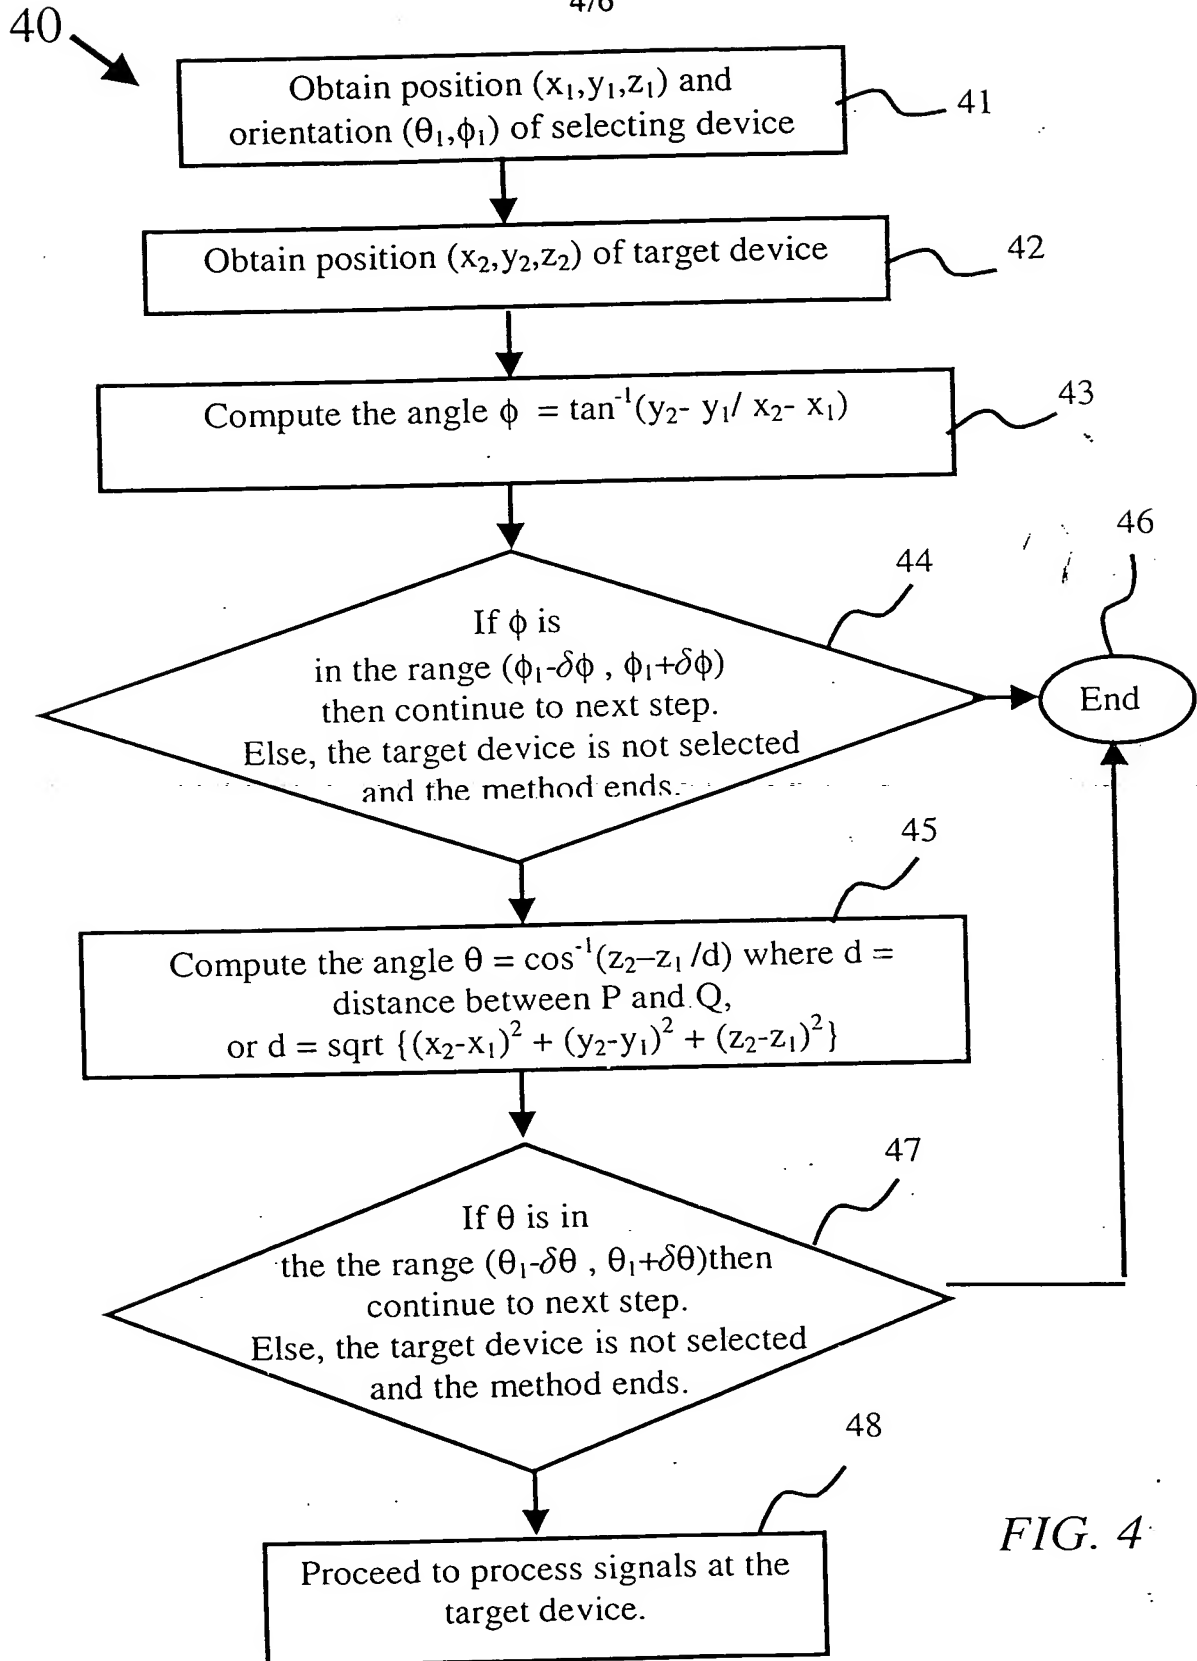 4/6
40
Obtain position (x₁,y₁,z₁) and
orientation (θ₁,ϕ₁) of selecting device
41
Obtain position (x₂,y₂,z₂) of target device
42
Compute the angle ϕ = tan⁻¹(y₂- y₁/ x₂- x₁)
43
44
46
If ϕ is
in the range (ϕ₁-δϕ , ϕ₁+δϕ)
then continue to next step.
Else, the target device is not selected
and the method ends.
End
45
Compute the angle θ = cos⁻¹(z₂–z₁ /d) where d =
distance between P and Q,
or d = sqrt {(x₂-x₁)² + (y₂-y₁)² + (z₂-z₁)²}
47
If θ is in
the the range (θ₁-δθ , θ₁+δθ)then
continue to next step.
Else, the target device is not selected
and the method ends.
48
Proceed to process signals at the
target device.
FIG. 4